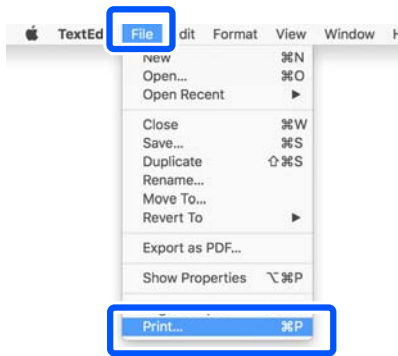 TextEd File dit Format View Window
New ⌘N
Open... ⌘O
Open Recent ▶
Close ⌘W
Save... ⌘S
Duplicate ⇧⌘S
Rename...
Move To...
Revert To ▶
Export as PDF...
Show Properties ⌥⌘P
Print... ⌘P